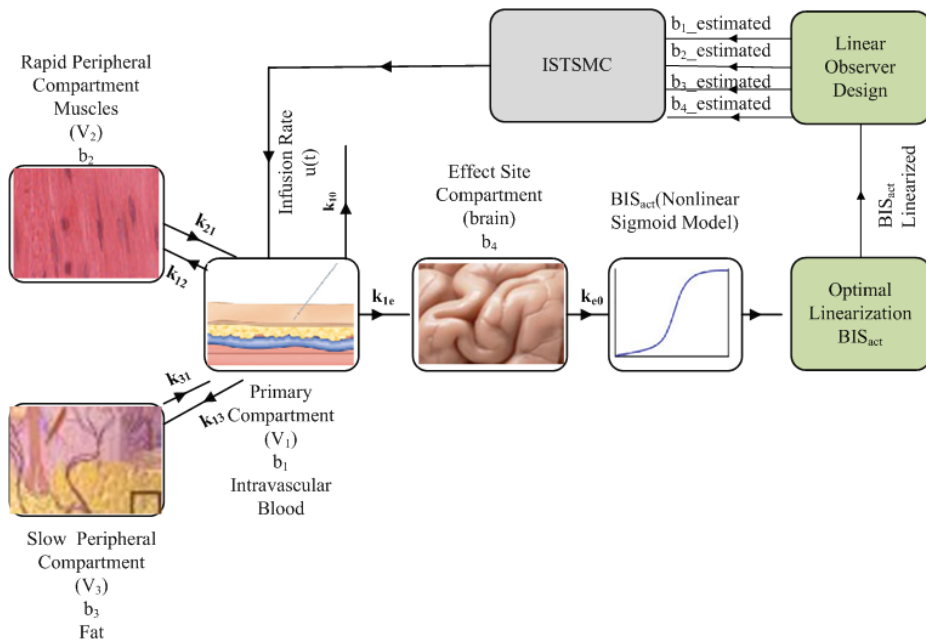 Rapid Peripheral
Compartment
Muscles
(V₂)
b₂
k₂₁
k₁₂
Infusion Rate
u(t)
k₁₀
ISTSMC
b₁_estimated
b₂_estimated
b₃_estimated
b₄_estimated
Linear
Observer
Design
Effect Site
Compartment
(brain)
b₄
BISₐcₜ(Nonlinear
Sigmoid Model)
BISₐcₜ
Linearized
k₁ₑ
kₑ₀
Optimal
Linearization
BISₐcₜ
k₃₁
k₁₃
Primary
Compartment
(V₁)
b₁
Intravascular
Blood
Slow Peripheral
Compartment
(V₃)
b₃
Fat